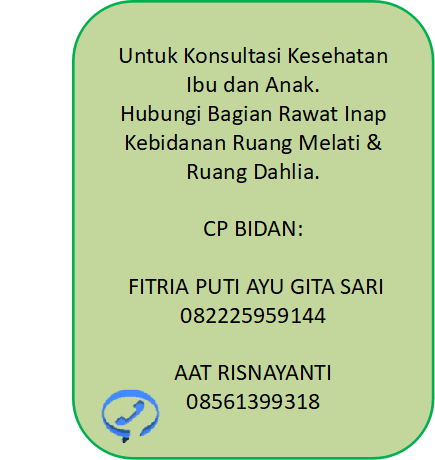 Untuk Konsultasi Kesehatan
Ibu dan Anak.
Hubungi Bagian Rawat Inap
Kebidanan Ruang Melati &
Ruang Dahlia.
CP BIDAN:
FITRIA PUTI AYU GITA SARI
082225959144
AAT RISNAYANTI
08561399318